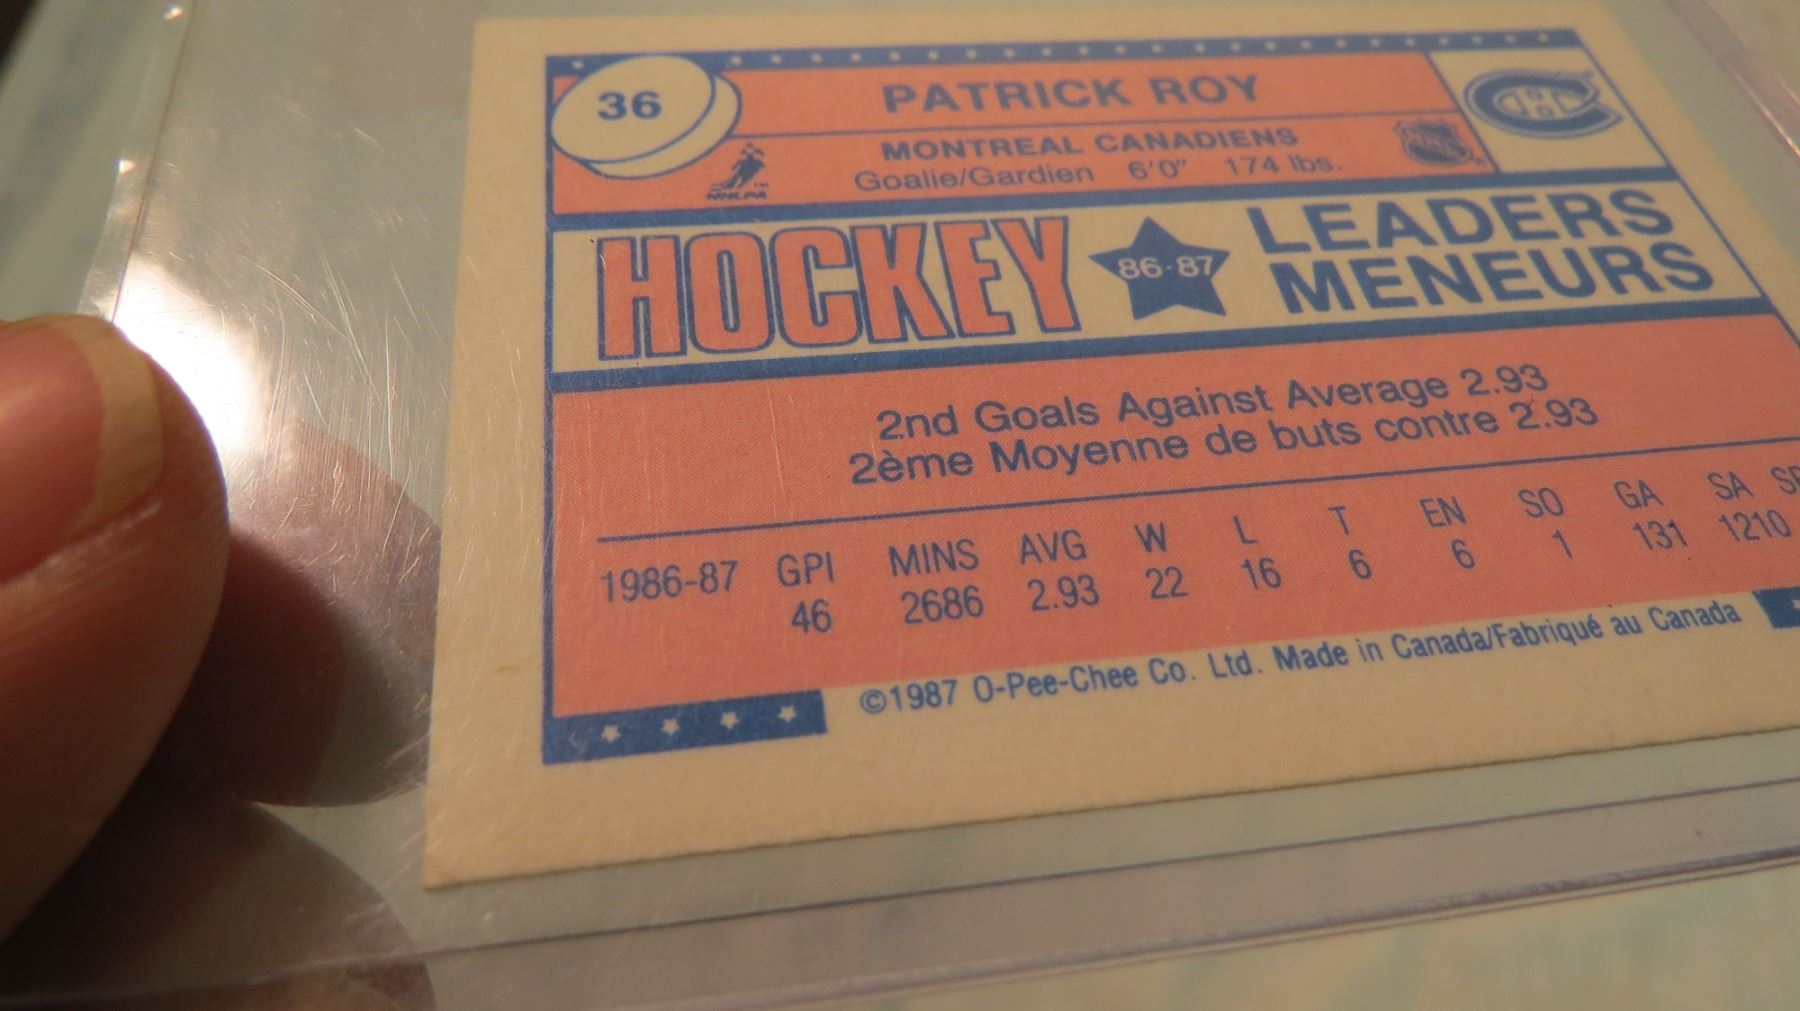 36
PATRICK ROY
MONTREAL CANADIENS
Goalie/Gardien 6'0" 174 lbs.
NHLPA
NHL
HOCKEY
86-87
LEADERS
MENEURS
2nd Goals Against Average 2.93
2ème Moyenne de buts contre 2.93
1986-87 GPI MINS AVG W L T EN SO GA SA
46 2686 2.93 22 16 6 6 1 131 1210
©1987 O-Pee-Chee Co. Ltd. Made in Canada/Fabriqué au Canada